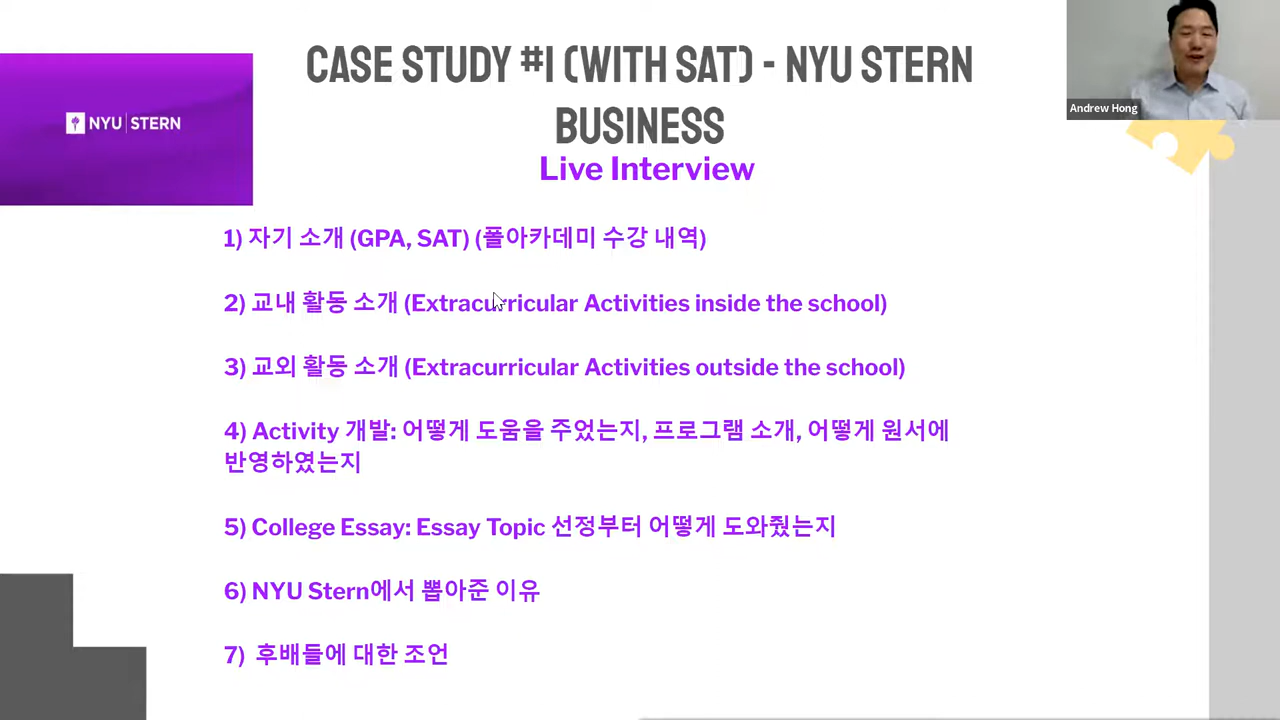 CASE STUDY #1 (WITH SAT) - NYU STERN
BUSINESS
Live Interview
NYU | STERN
Andrew Hong
1) 자기 소개 (GPA, SAT) (폴아카데미 수강 내역)
2) 교내 활동 소개 (Extracurricular Activities inside the school)
3) 교외 활동 소개 (Extracurricular Activities outside the school)
4) Activity 개발: 어떻게 도움을 주었는지, 프로그램 소개, 어떻게 원서에
반영하였는지
5) College Essay: Essay Topic 선정부터 어떻게 도와줬는지
6) NYU Stern에서 뽑아준 이유
7) 후배들에 대한 조언